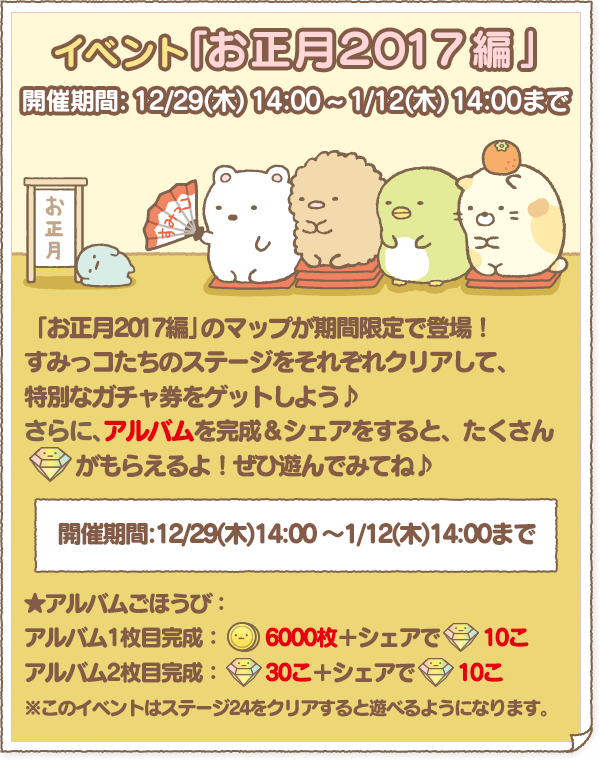 イベント「お正月2017編」
開催期間：12/29(木) 14:00 ~ 1/12(木) 14:00まで
お正月
すみっコ
「お正月2017編」のマップが期間限定で登場！
すみっコたちのステージをそれぞれクリアして、
特別なガチャ券をゲットしよう♪
さらに、アルバムを完成＆シェアをすると、たくさん
がもらえるよ！ぜひ遊んでみてね♪
開催期間:12/29(木)14:00 ～1/12(木)14:00まで
★アルバムごほうび：
アルバム1枚目完成： 6000枚＋シェアで 10こ
アルバム2枚目完成： 30こ＋シェアで 10こ
※このイベントはステージ24をクリアすると遊べるようになります。